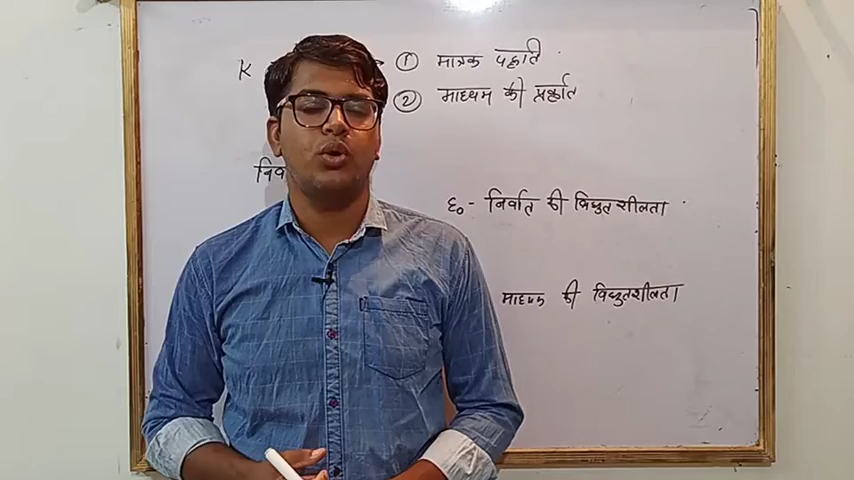 K → ① मात्रक पद्धति
② माध्यम की प्रकृति
निर्वा
ε₀- निर्वात की विद्युतशीलता
माध्यम की विद्युतशीलता